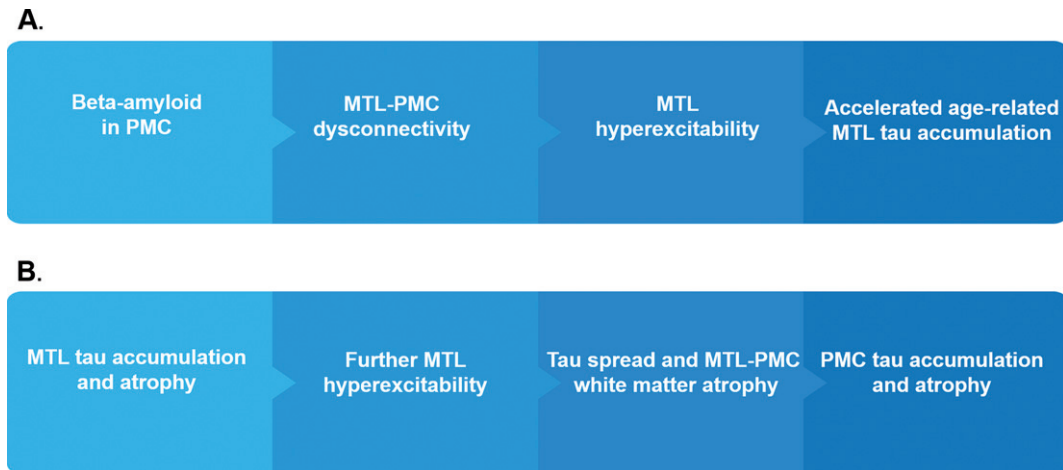 A.
Beta-amyloid
in PMC
MTL-PMC
dysconnectivity
MTL
hyperexcitability
Accelerated age-related
MTL tau accumulation
B.
MTL tau accumulation
and atrophy
Further MTL
hyperexcitability
Tau spread and MTL-PMC
white matter atrophy
PMC tau accumulation
and atrophy